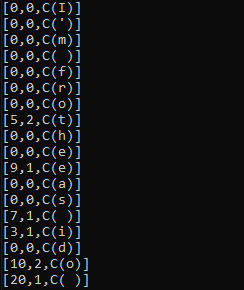 [0,0,C(I)]
[0,0,C(')]
[0,0,C(m)]
[0,0,C( )]
[0,0,C(f)]
[0,0,C(r)]
[0,0,C(o)]
[5,2,C(t)]
[0,0,C(h)]
[0,0,C(e)]
[9,1,C(e)]
[0,0,C(a)]
[0,0,C(s)]
[7,1,C( )]
[3,1,C(i)]
[0,0,C(d)]
[10,2,C(o)]
[20,1,C( )]